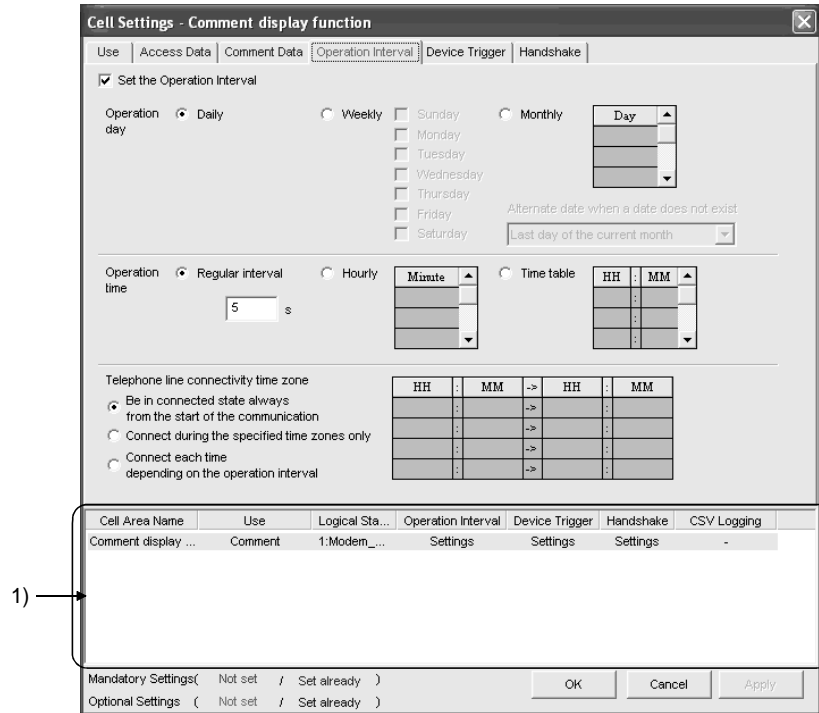 Cell Settings - Comment display function
Use Access Data Comment Data Operation Interval Device Trigger Handshake
Set the Operation Interval
Operation day
Daily
Weekly
Sunday
Monday
Tuesday
Wednesday
Thursday
Friday
Saturday
Monthly
Day
Alternate date when a date does not exist
Last day of the current month
Operation time
Regular interval
5 s
Hourly
Minute
Time table
HH : MM
:
:
:
Telephone line connectivity time zone
Be in connected state always
from the start of the communication
Connect during the specified time zones only
Connect each time
depending on the operation interval
HH : MM -> HH : MM
: -> :
: -> :
: -> :
: -> :
Cell Area Name Use Logical Sta... Operation Interval Device Trigger Handshake CSV Logging
Comment display ... Comment 1:Modem_... Settings Settings Settings -
1)
Mandatory Settings( Not set / Set already )
Optional Settings ( Not set / Set already )
OK Cancel Apply